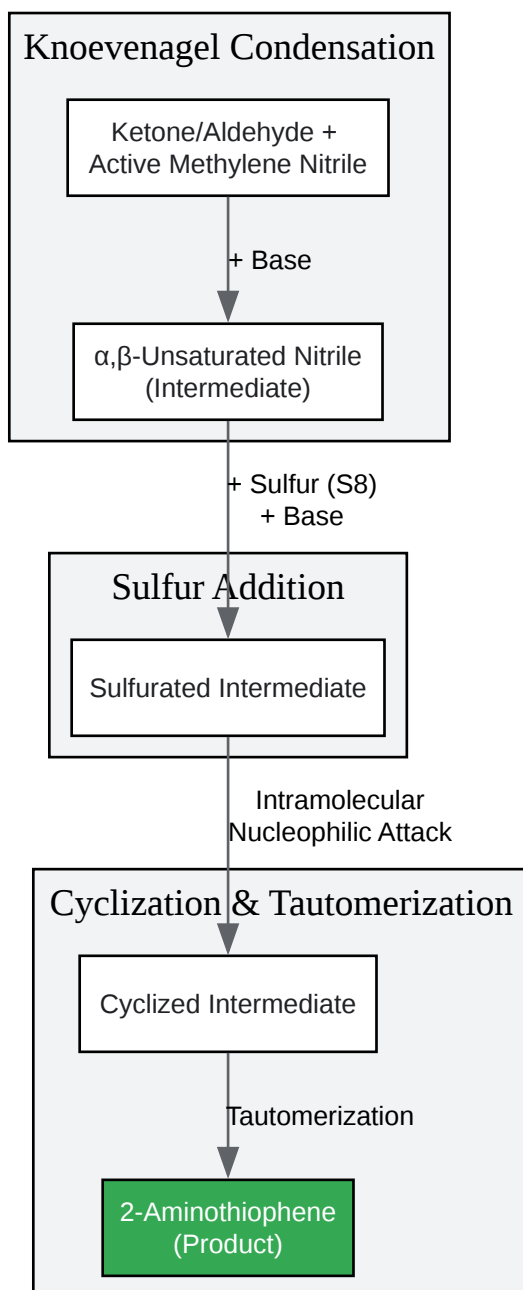 Knoevenagel Condensation
Ketone/Aldehyde +
Active Methylene Nitrile
+ Base
α,β-Unsaturated Nitrile
(Intermediate)
+ Sulfur (S8)
+ Base
Sulfur Addition
Sulfurated Intermediate
Intramolecular
Nucleophilic Attack
Cyclization & Tautomerization
Cyclized Intermediate
Tautomerization
2-Aminothiophene
(Product)